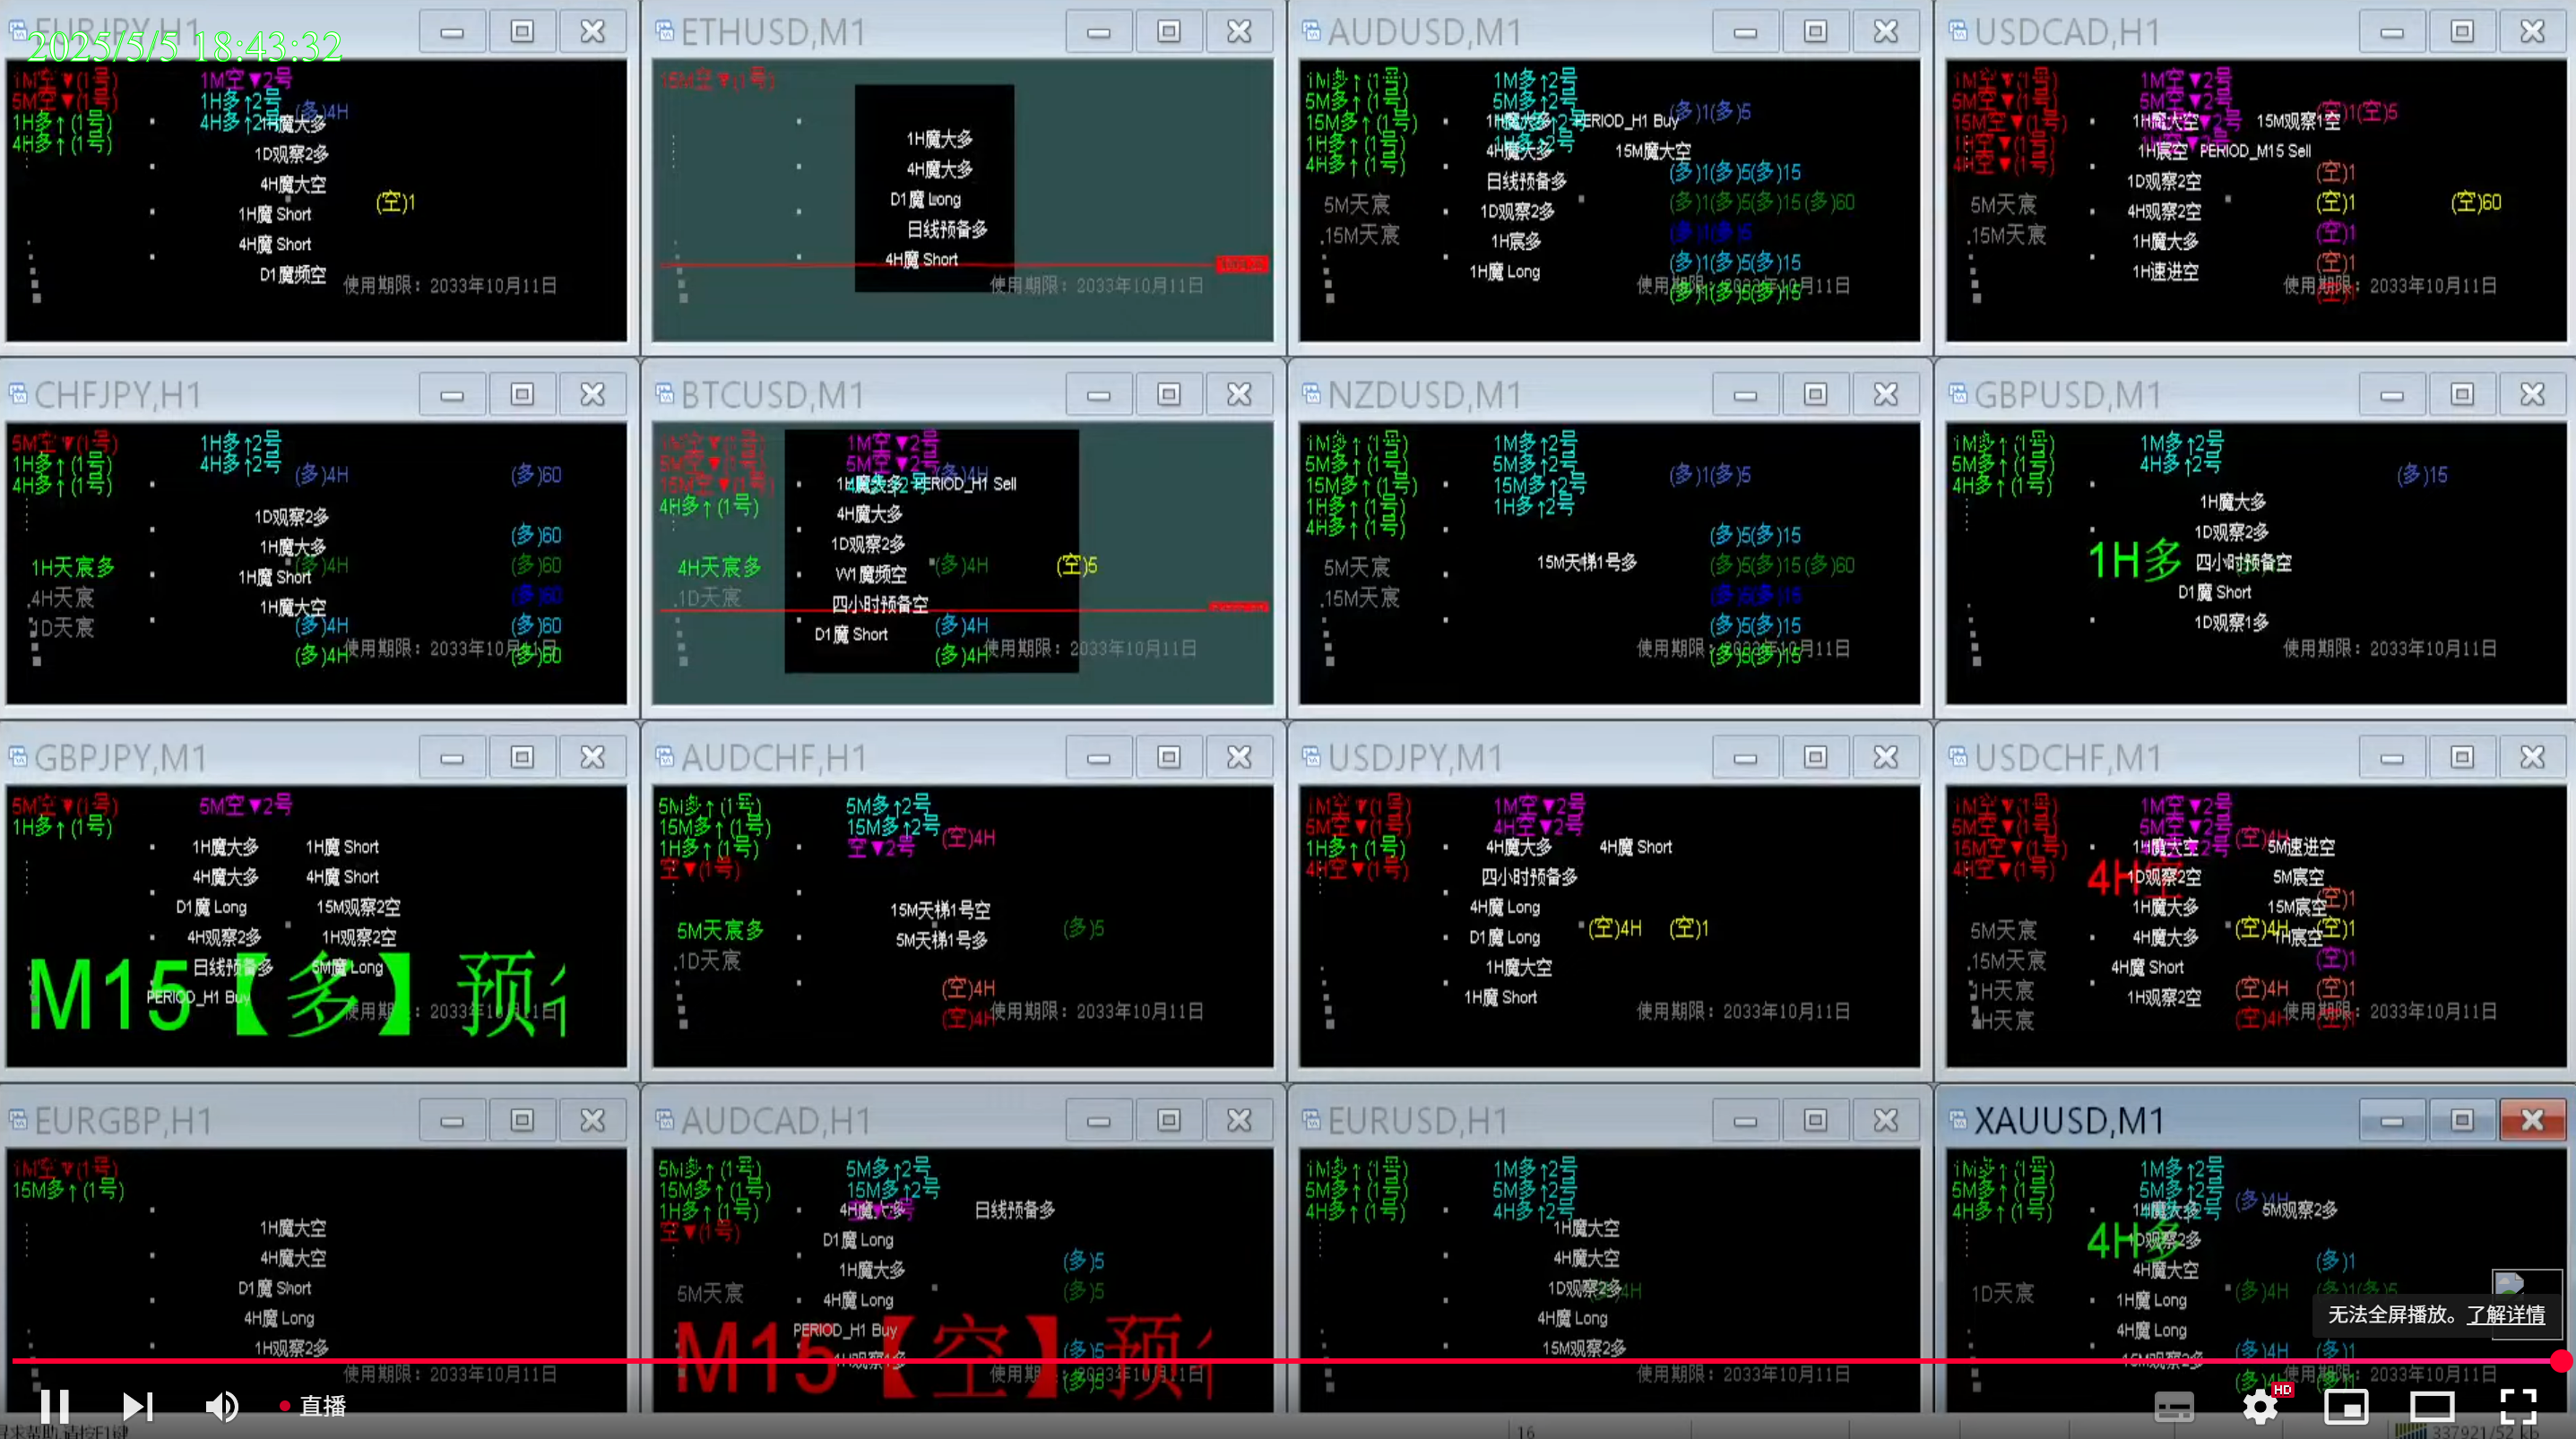 EURJPY,H1
2025/5/5 18:43:32
1M空▼(1号)
5M空▼(1号)
1H多↑(1号)
4H多↑(1号)
1M空▼2号
1H多↑2号
4H多↑2号
(多)4H
1H魔大多
1D观察2多
4H魔大空
(空)1
1H魔 Short
4H魔 Short
D1魔频空
使用期限：2033年10月11日
ETHUSD,M1
15M空▼(1号)
1H魔大多
4H魔大多
D1魔 Long
日线预备多
4H魔 Short
使用期限：2033年10月11日
AUDUSD,M1
1M多↑(1号)
5M多↑(1号)
15M多↑(1号)
1H多↑(1号)
4H多↑(1号)
1M多↑2号
5M多↑2号
1H魔大多
PERIOD_H1 Buy
(多)1(多)5
4H魔大多
15M魔大空
日线预备多
(多)1(多)5(多)15
5M天宸
1D观察2多
(多)1(多)5(多)15(多)60
.15M天宸
1H宸多
(多)1(多)5
1H魔 Long
(多)1(多)5(多)15
使用期限：2033年10月11日
(多)1(多)5(多)15
USDCAD,H1
1M空▼(1号)
5M空▼(1号)
15M空▼(1号)
1H空▼(1号)
4H空▼(1号)
1M空▼2号
5M空▼2号
(空)1(空)5
1H魔大空
15M观察1空
1H宸空
PERIOD_M15 Sell
1D观察2空
(空)1
5M天宸
4H观察2空
(空)1
(空)60
.15M天宸
1H魔大多
(空)1
1H速进空
(空)1
使用期限：2033年10月11日
CHFJPY,H1
5M空▼(1号)
1H多↑(1号)
4H多↑(1号)
1H多↑2号
4H多↑2号
(多)4H
(多)60
1D观察2多
1H魔大多
(多)60
1H天宸多
1H魔 Short
(多)4H
(多)60
.4H天宸
1H魔大空
(多)60
.1D天宸
(多)4H
(多)60
(多)4H
(多)60
使用期限：2033年10月11日
BTCUSD,M1
1M空▼(1号)
5M空▼(1号)
15M空▼(1号)
4H多↑(1号)
1M空▼2号
5M空▼2号
(多)4H
1H魔大多
PERIOD_H1 Sell
4H魔大多
1D观察2多
4H天宸多
W1魔频空
(多)4H
(空)5
.1D天宸
四小时预备空
D1魔 Short
(多)4H
(多)4H
使用期限：2033年10月11日
NZDUSD,M1
1M多↑(1号)
5M多↑(1号)
15M多↑(1号)
1H多↑(1号)
4H多↑(1号)
1M多↑2号
5M多↑2号
15M多↑2号
1H多↑2号
(多)1(多)5
(多)5(多)15
5M天宸
15M天梯1号多
(多)5(多)15(多)60
.15M天宸
(多)5(多)15
(多)5(多)15
(多)5(多)15
使用期限：2033年10月11日
GBPUSD,M1
1M多↑(1号)
5M多↑(1号)
4H多↑(1号)
1M多↑2号
4H多↑2号
(多)15
1H魔大多
1D观察2多
1H多
四小时预备空
D1魔 Short
1D观察1多
使用期限：2033年10月11日
GBPJPY,M1
5M空▼(1号)
1H多↑(1号)
5M空▼2号
1H魔大多
1H魔 Short
4H魔大多
4H魔 Short
D1魔 Long
15M观察2空
4H观察2多
1H观察2空
日线预备多
5M魔 Long
PERIOD_H1 Buy
M15【多】预
使用期限：2033年10月11日
AUDCHF,H1
5M多↑(1号)
15M多↑(1号)
1H多↑(1号)
空▼(1号)
5M多↑2号
15M多↑2号
空▼2号
(空)4H
15M天梯1号空
5M天宸多
5M天梯1号多
(多)5
.1D天宸
(空)4H
(空)4H
使用期限：2033年10月11日
USDJPY,M1
1M空▼(1号)
5M空▼(1号)
1H多↑(1号)
4H空▼(1号)
1M空▼2号
4H空▼2号
4H魔大多
4H魔 Short
四小时预备多
4H魔 Long
D1魔 Long
(空)4H
(空)1
1H魔大空
1H魔 Short
使用期限：2033年10月11日
USDCHF,M1
1M空▼(1号)
5M空▼(1号)
15M空▼(1号)
4H空▼(1号)
1M空▼2号
5M空▼2号
(空)4H
1H魔大空
5M速进空
4H空
1D观察2空
5M宸空
1H魔大多
15M宸空
(空)1
5M天宸
4H魔大多
(空)4H
1H宸空
(空)1
.15M天宸
4H魔 Short
(空)1
1H天宸
1H观察2空
(空)4H
(空)1
4H天宸
(空)4H
使用期限：2033年10月11日
EURGBP,H1
1M空▼(1号)
15M多↑(1号)
1H魔大空
4H魔大空
D1魔 Short
4H魔 Long
1H观察2多
使用期限：2033年10月11日
AUDCAD,H1
5M多↑(1号)
15M多↑(1号)
1H多↑(1号)
空▼(1号)
5M多↑2号
15M多↑2号
4H魔大多
日线预备多
D1魔 Long
1H魔大多
(多)5
5M天宸
4H魔 Long
(多)5
PERIOD_H1 Buy
(多)5
M15【空】预
(多)5
使用期限：2033年10月11日
EURUSD,H1
1M多↑(1号)
5M多↑(1号)
4H多↑(1号)
1M多↑2号
5M多↑2号
4H多↑2号
1H魔大空
4H魔大空
1D观察2多
4H魔 Long
15M观察2多
使用期限：2033年10月11日
XAUUSD,M1
1M多↑(1号)
5M多↑(1号)
4H多↑(1号)
1M多↑2号
5M多↑2号
(多)4H
1H魔大多
5M观察2多
4H多
1D观察2多
4H魔大空
(多)1
1D天宸
1H魔 Long
(多)4H
(多)1(多)5
4H魔 Long
15M观察2多
(多)4H
(多)1
使用期限：2033年10月11日
无法全屏播放。了解详情
直播
HD
16
337921/52 kb